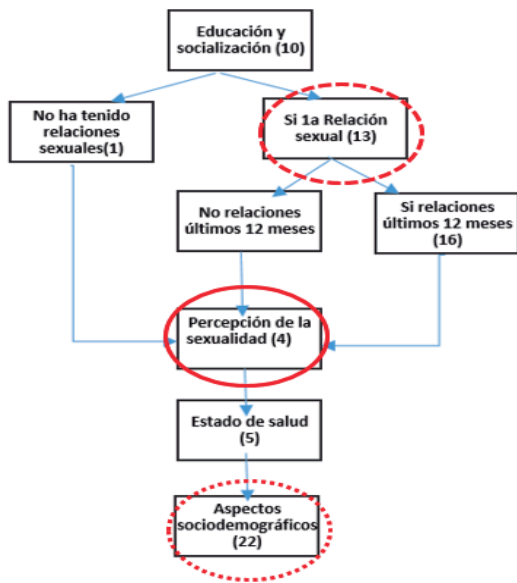 Educación y
socialización (10)
No ha tenido
relaciones
sexuales(1)
Si 1a Relación
sexual (13)
No relaciones
últimos 12 meses
Si relaciones
últimos 12 meses
(16)
Percepción de la
sexualidad (4)
Estado de salud
(5)
Aspectos
sociodemográficos
(22)